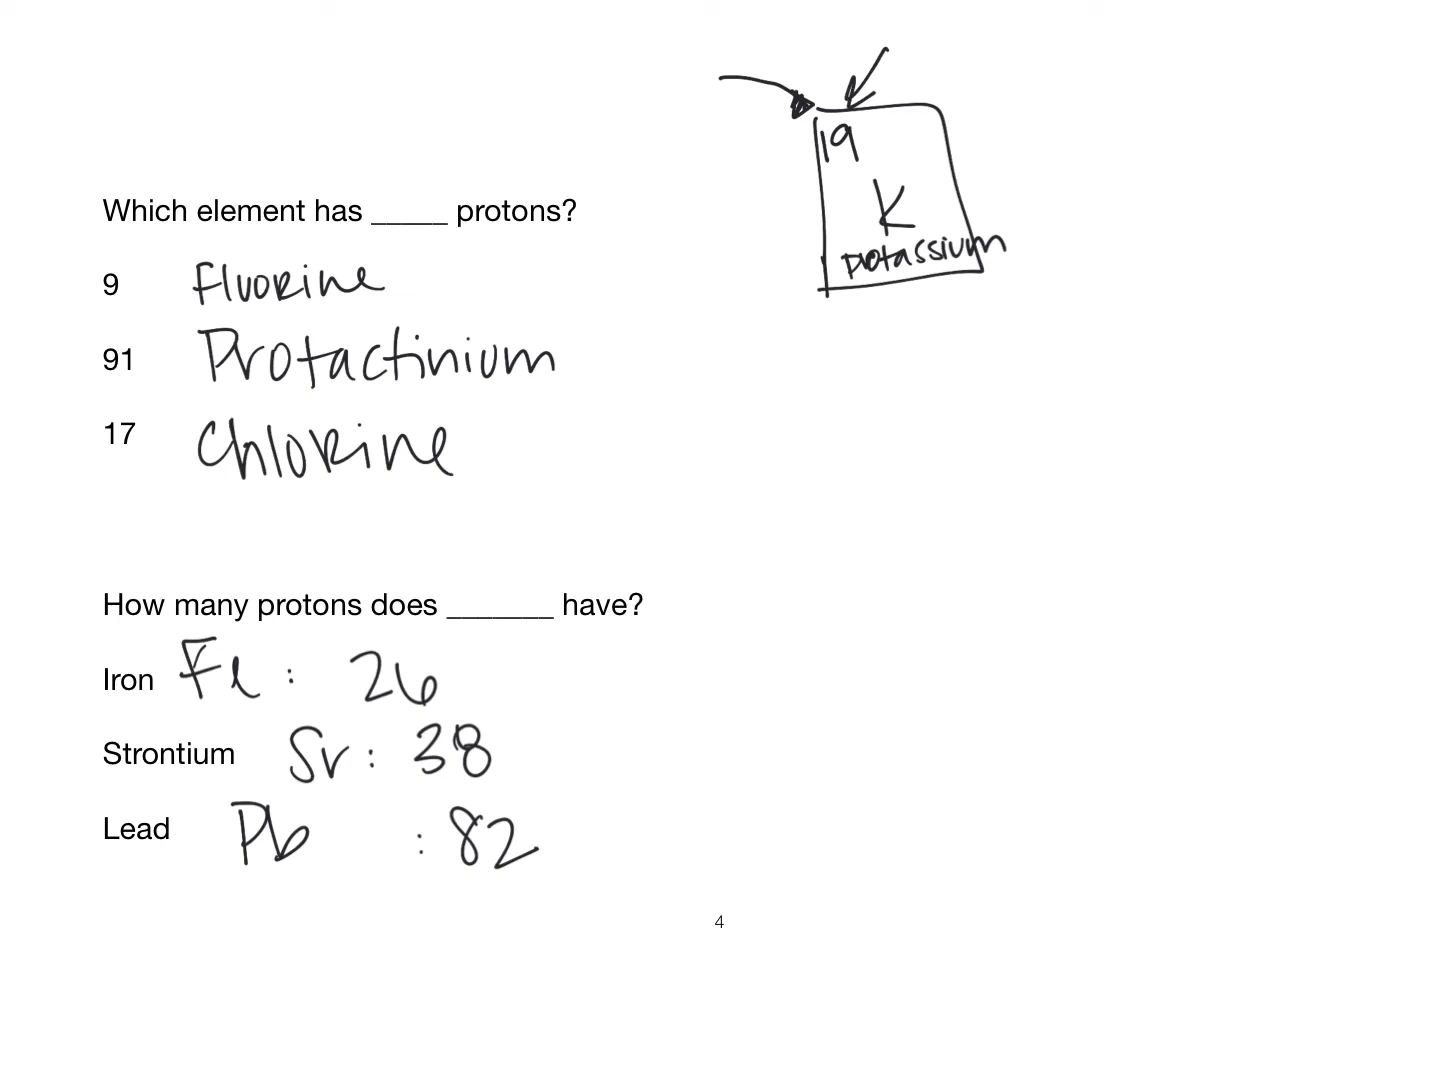 19
K
potassium
Which element has _____ protons?
9 Fluorine
91 Protactinium
17 Chlorine
How many protons does _______ have?
Iron Fe : 26
Strontium Sr : 38
Lead Pb : 82
4